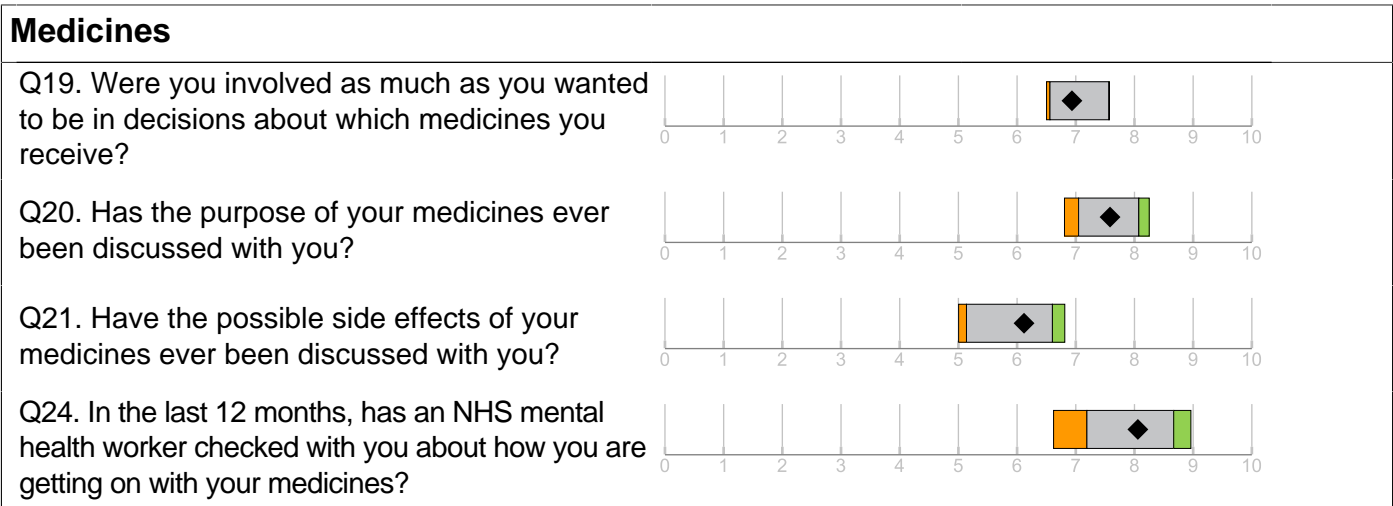 Medicines
Q19. Were you involved as much as you wanted
to be in decisions about which medicines you
receive?
0 1 2 3 4 5 6 7 8 9 10
Q20. Has the purpose of your medicines ever
been discussed with you?
0 1 2 3 4 5 6 7 8 9 10
Q21. Have the possible side effects of your
medicines ever been discussed with you?
0 1 2 3 4 5 6 7 8 9 10
Q24. In the last 12 months, has an NHS mental
health worker checked with you about how you are
getting on with your medicines?
0 1 2 3 4 5 6 7 8 9 10